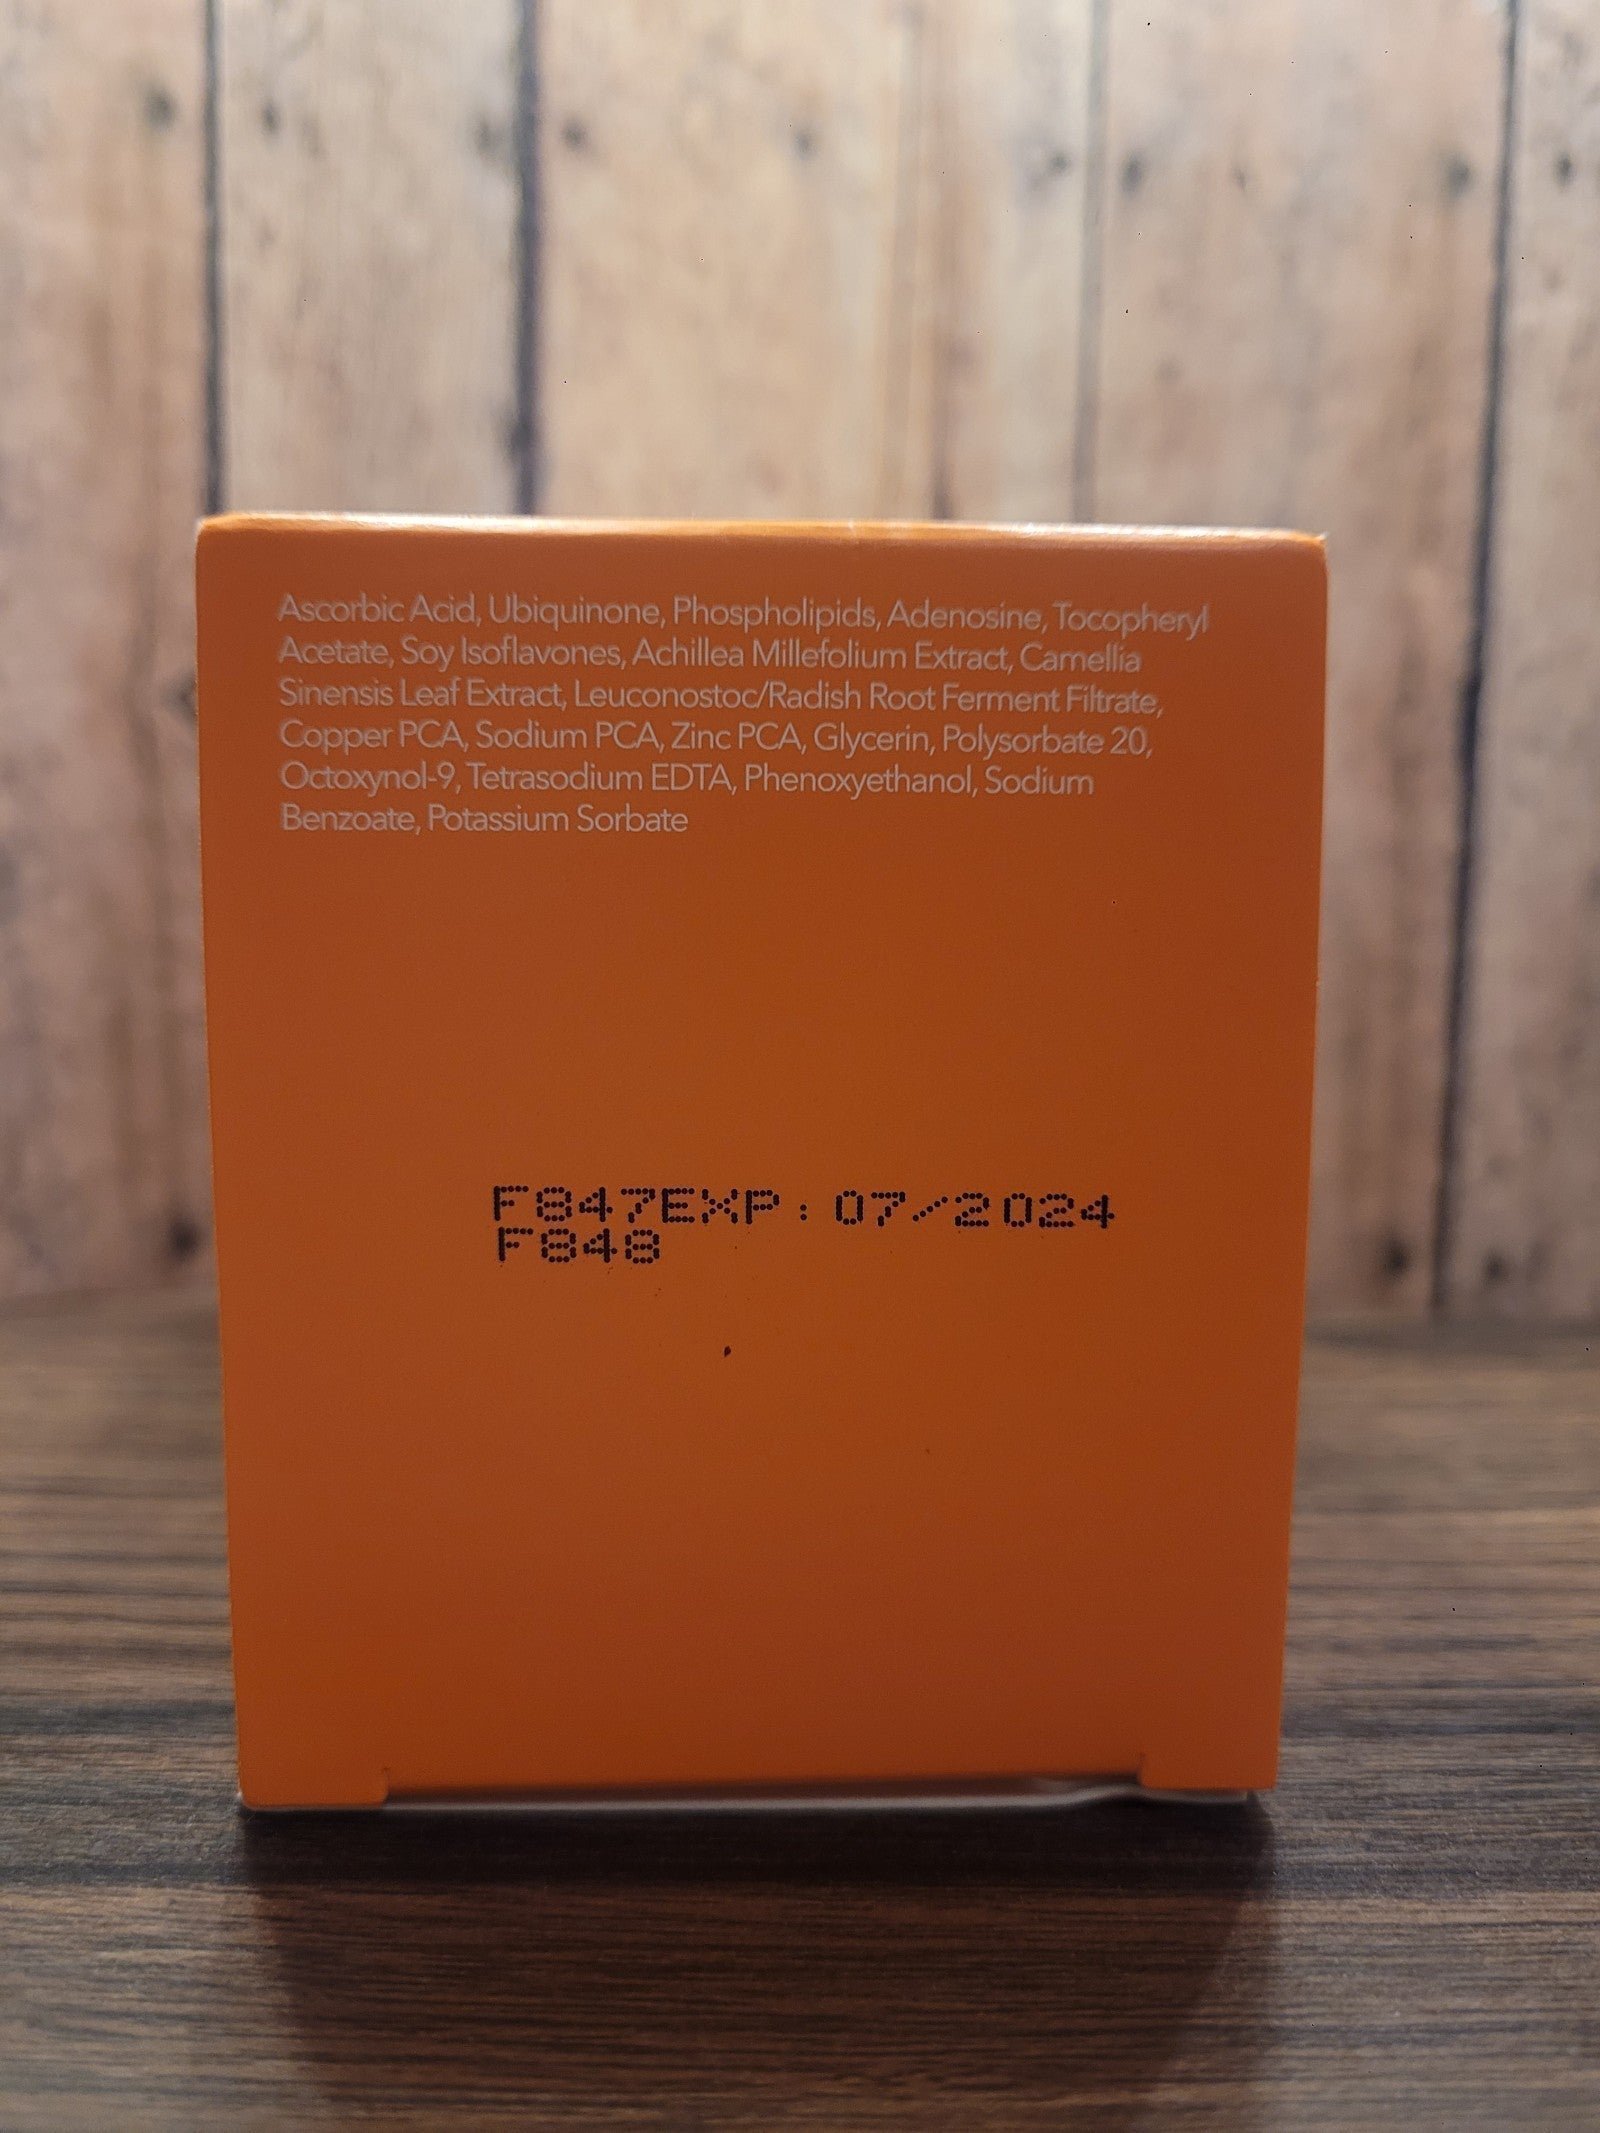 Ascorbic Acid, Ubiquinone, Phospholipids, Adenosine, Tocopheryl
Acetate, Soy Isoflavones, Achillea Millefolium Extract, Camellia
Sinensis Leaf Extract, Leuconostoc/Radish Root Ferment Filtrate,
Copper PCA, Sodium PCA, Zinc PCA, Glycerin, Polysorbate 20,
Octoxynol-9, Tetrasodium EDTA, Phenoxyethanol, Sodium
Benzoate, Potassium Sorbate
F847EXP:07/2024
F848